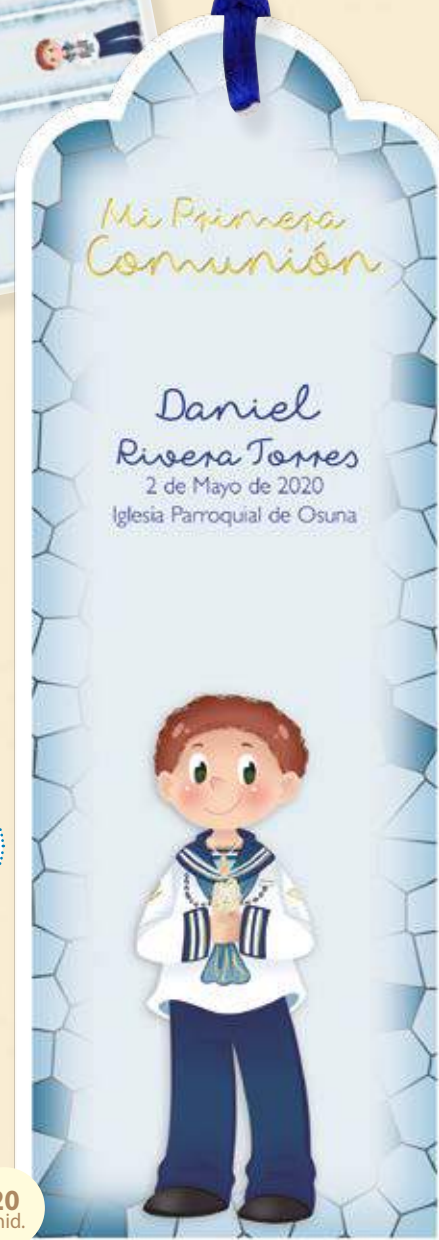 Mi Primera
Comunión
Daniel
Rivera Torres
2 de Mayo de 2020
Iglesia Parroquial de Osuna